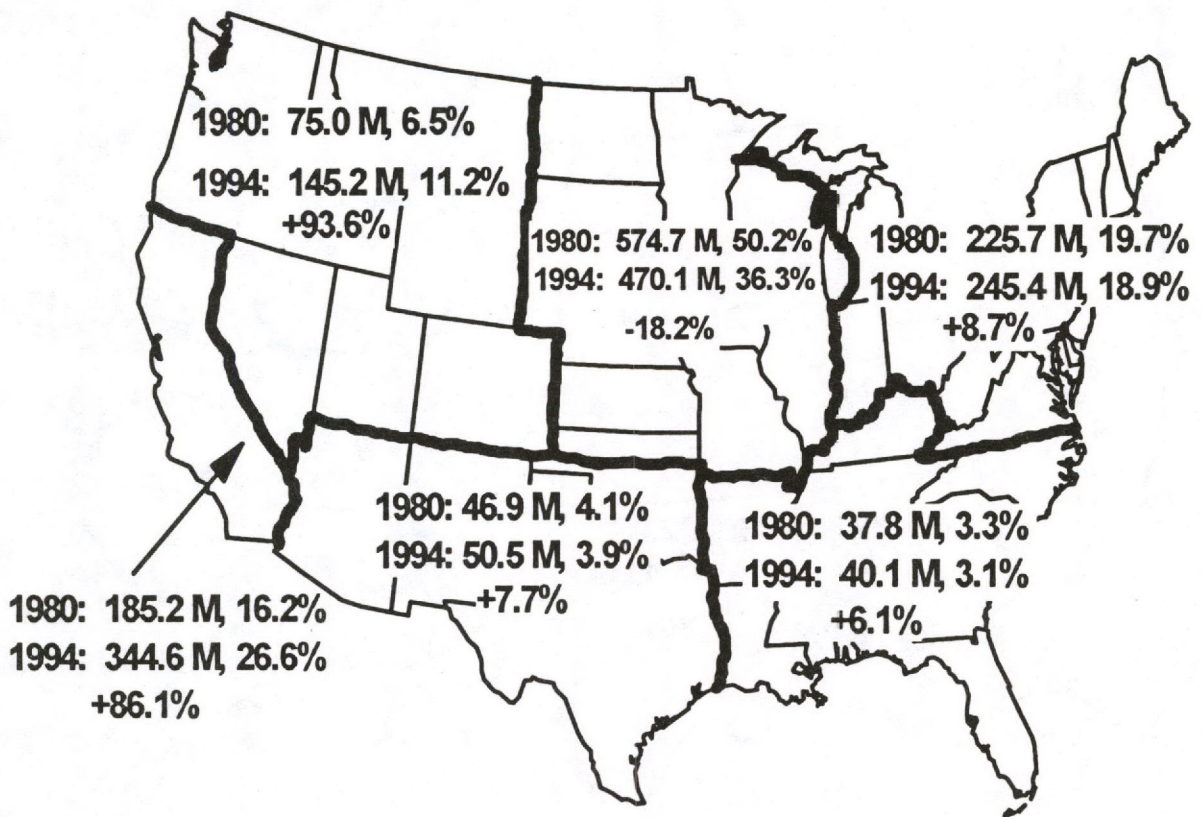 1980: 75.0 M, 6.5%
1994: 145.2 M, 11.2%
+93.6%
1980: 574.7 M, 50.2%
1994: 470.1 M, 36.3%
-18.2%
1980: 225.7 M, 19.7%
1994: 245.4 M, 18.9%
+8.7%
1980: 46.9 M, 4.1%
1994: 50.5 M, 3.9%
+7.7%
1980: 37.8 M, 3.3%
1994: 40.1 M, 3.1%
+6.1%
1980: 185.2 M, 16.2%
1994: 344.6 M, 26.6%
+86.1%